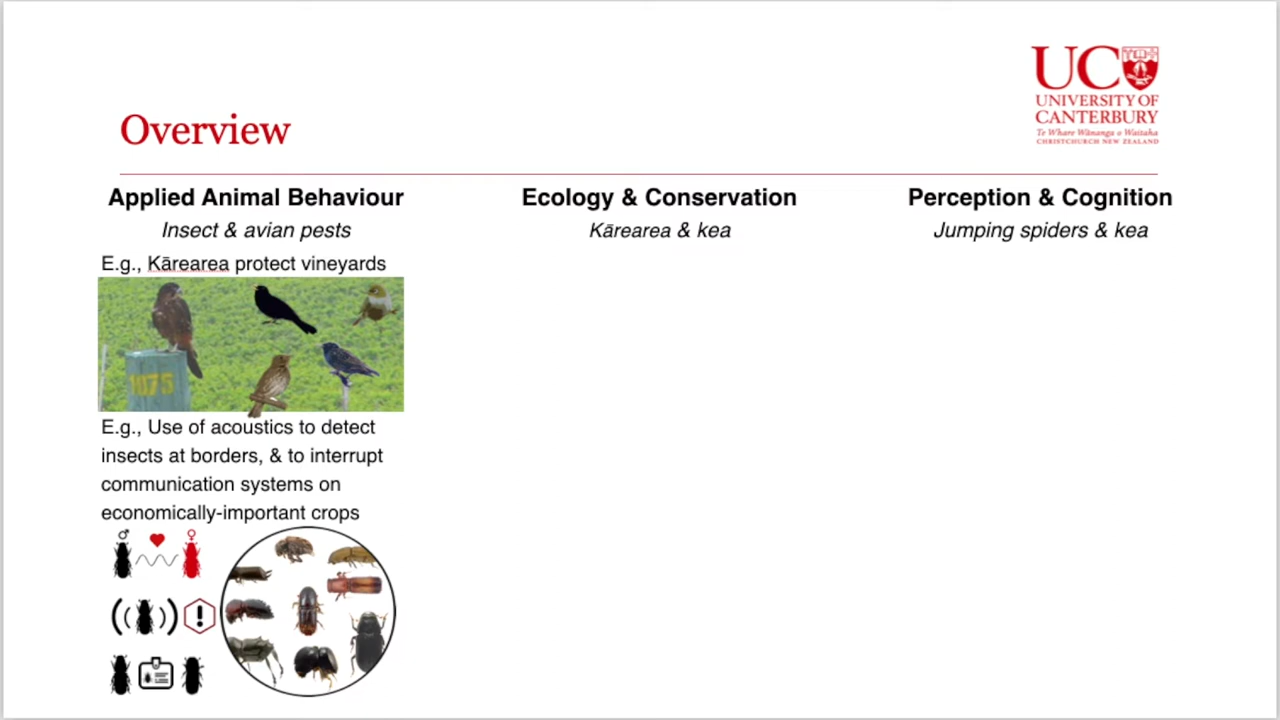 UC
UNIVERSITY OF
CANTERBURY
Te Whare Wānanga o Waitaha
CHRISTCHURCH NEW ZEALAND
Overview
Applied Animal Behaviour
Insect & avian pests
E.g., Kārearea protect vineyards
1075
E.g., Use of acoustics to detect
insects at borders, & to interrupt
communication systems on
economically-important crops
Ecology & Conservation
Kārearea & kea
Perception & Cognition
Jumping spiders & kea